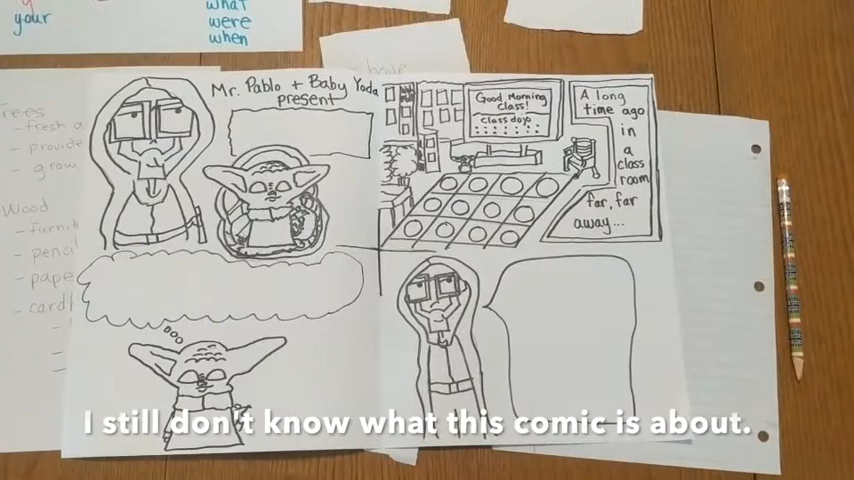 your
what
were
when
have
Trees
- fresh a
- provide
- grow
Wood
- furnit
- pencil
- pape
- card
Mr. Pablo + Baby Yoda
present
Good Morning
Class!
Class dojo
A long
time ago
in
a
class
room
far, far
away...
I still don't know what this comic is about.